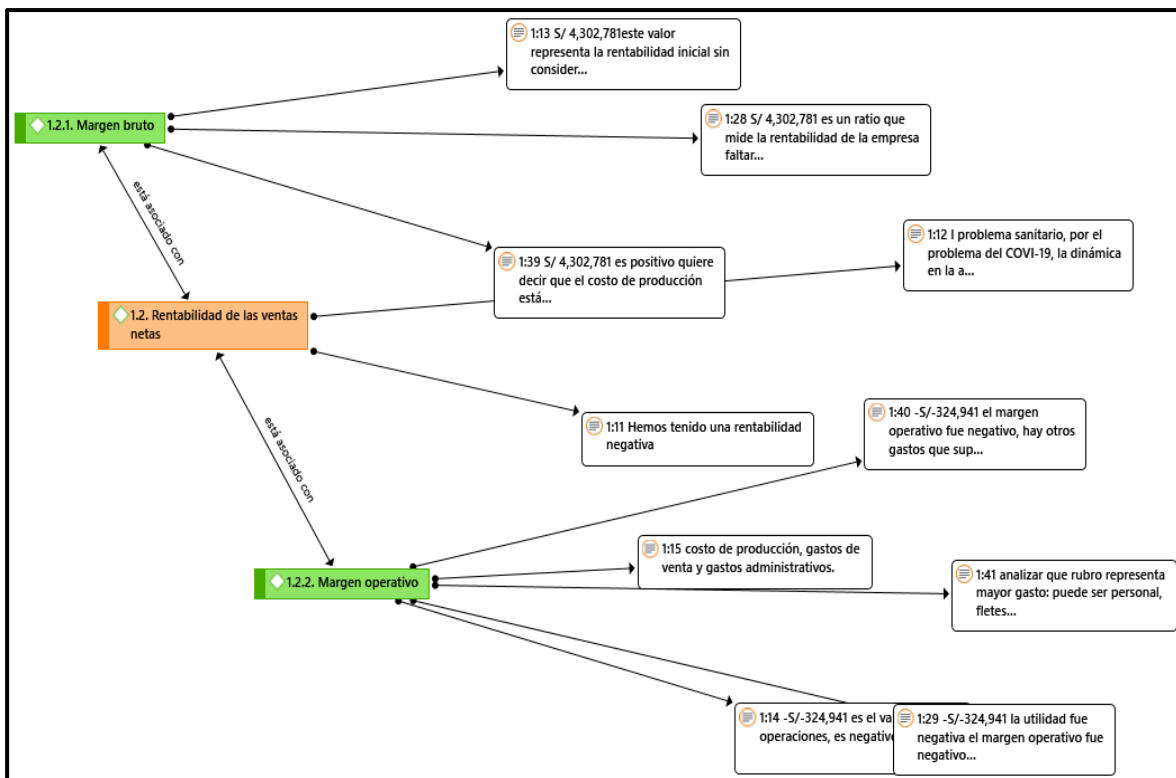 1:13 S/ 4,302,781este valor
representa la rentabilidad inicial sin
consider...
1.2.1. Margen bruto
1:28 S/ 4,302,781 es un ratio que
mide la rentabilidad de la empresa
faltar...
está asociado con
1:39 S/ 4,302,781 es positivo quiere
decir que el costo de producción
está...
1:12 l problema sanitario, por el
problema del COVI-19, la dinámica
en la a...
1.2. Rentabilidad de las ventas
netas
está asociado con
1:11 Hemos tenido una rentabilidad
negativa
1:40 -S/-324,941 el margen
operativo fue negativo, hay otros
gastos que sup...
1.2.2. Margen operativo
1:15 costo de producción, gastos de
venta y gastos administrativos.
1:41 analizar que rubro representa
mayor gasto: puede ser personal,
fletes...
1:14 -S/-324,941 es el va
operaciones, es negativ
1:29 -S/-324,941 la utilidad fue
negativa el margen operativo fue
negativo...